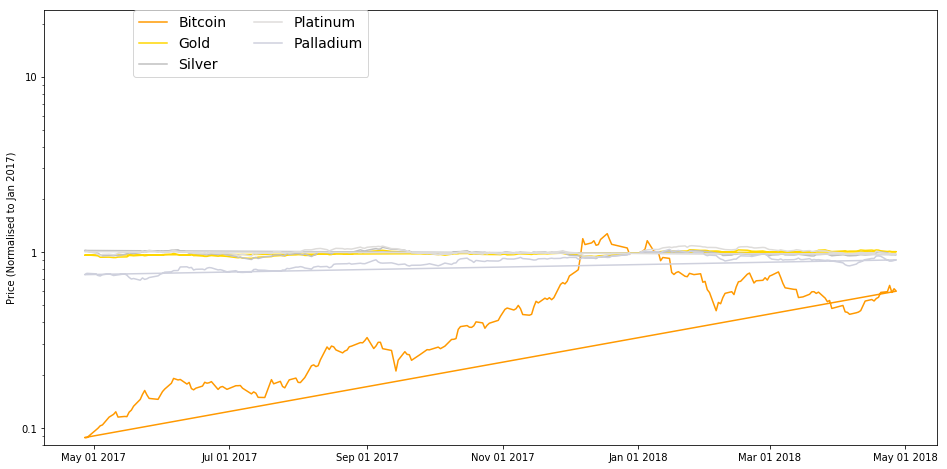 Bitcoin
Gold
Silver
Platinum
Palladium
Price (Normalised to Jan 2017)
10
1
0.1
May 01 2017
Jul 01 2017
Sep 01 2017
Nov 01 2017
Jan 01 2018
Mar 01 2018
May 01 2018